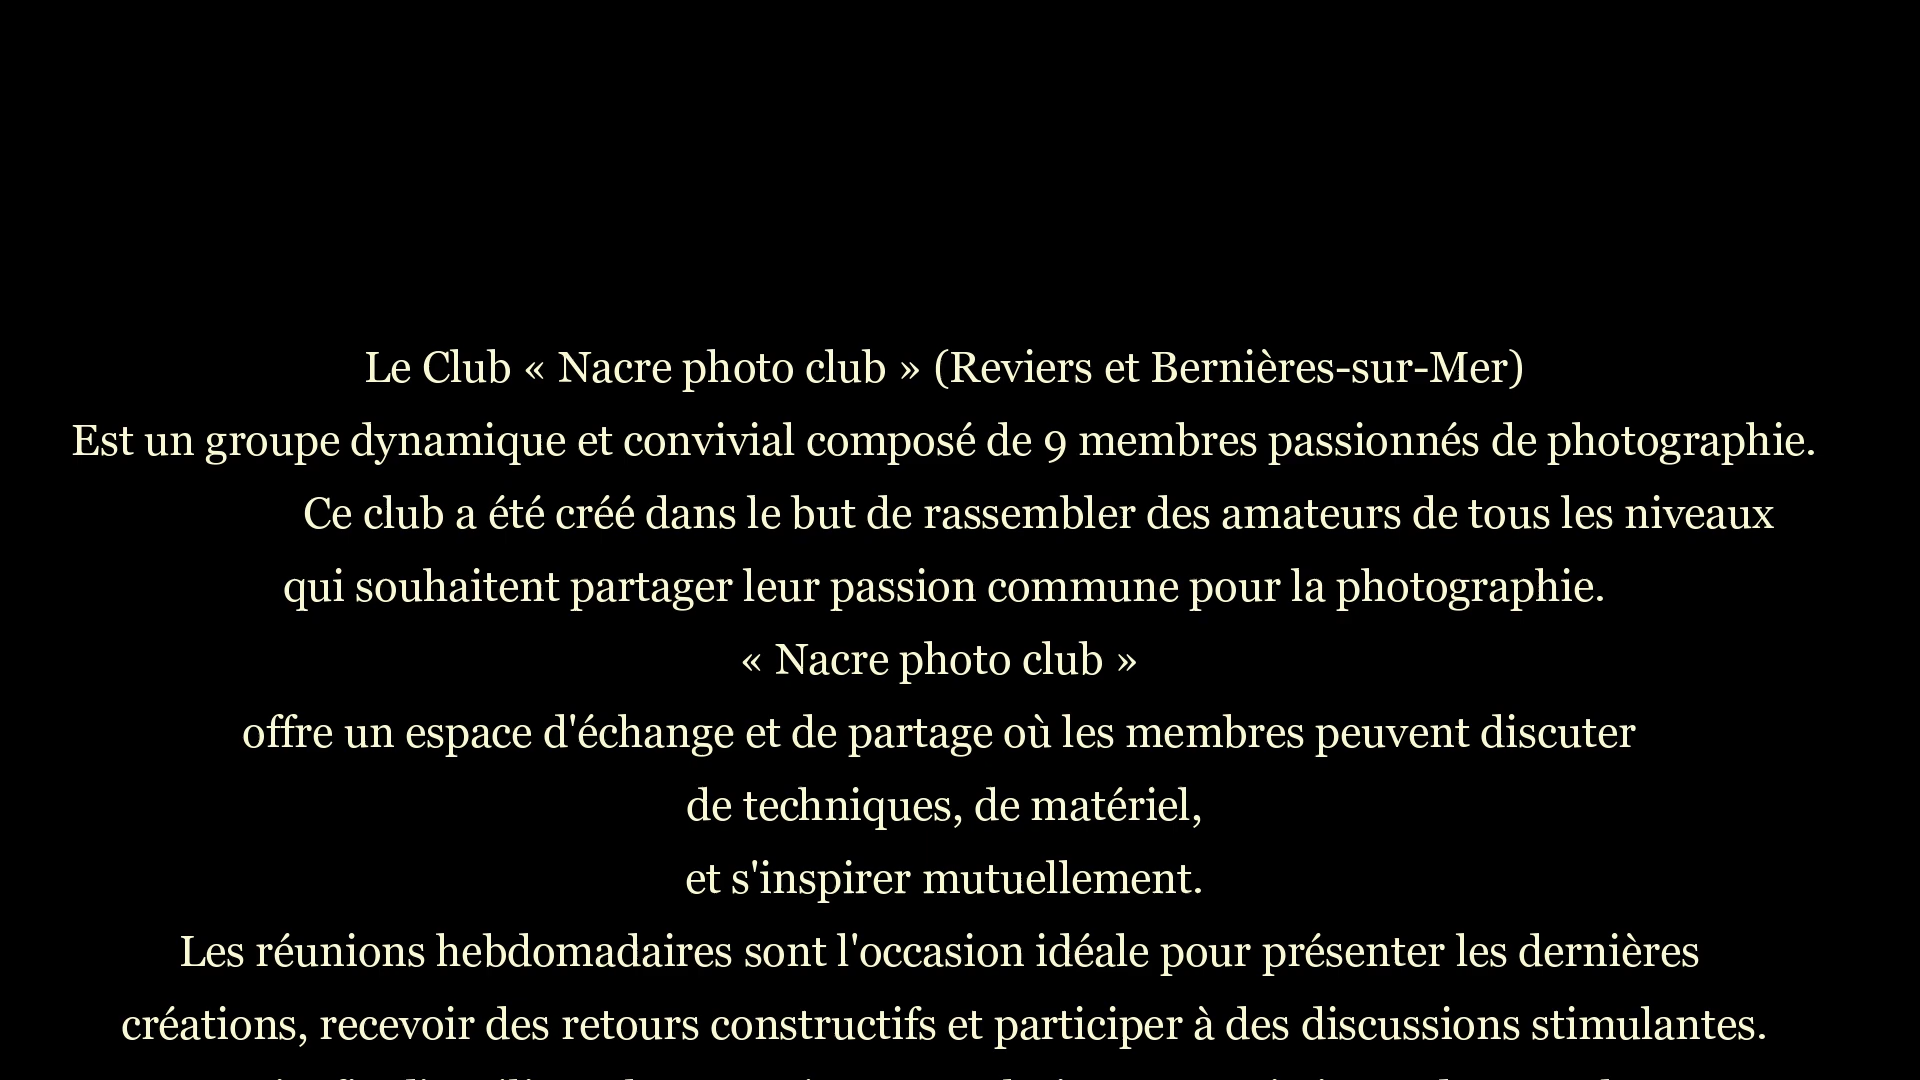 Le Club « Nacre photo club » (Reviers et Bernières-sur-Mer)
Est un groupe dynamique et convivial composé de 9 membres passionnés de photographie.
Ce club a été créé dans le but de rassembler des amateurs de tous les niveaux
qui souhaitent partager leur passion commune pour la photographie.
« Nacre photo club »
offre un espace d'échange et de partage où les membres peuvent discuter
de techniques, de matériel,
et s'inspirer mutuellement.
Les réunions hebdomadaires sont l'occasion idéale pour présenter les dernières
créations, recevoir des retours constructifs et participer à des discussions stimulantes.